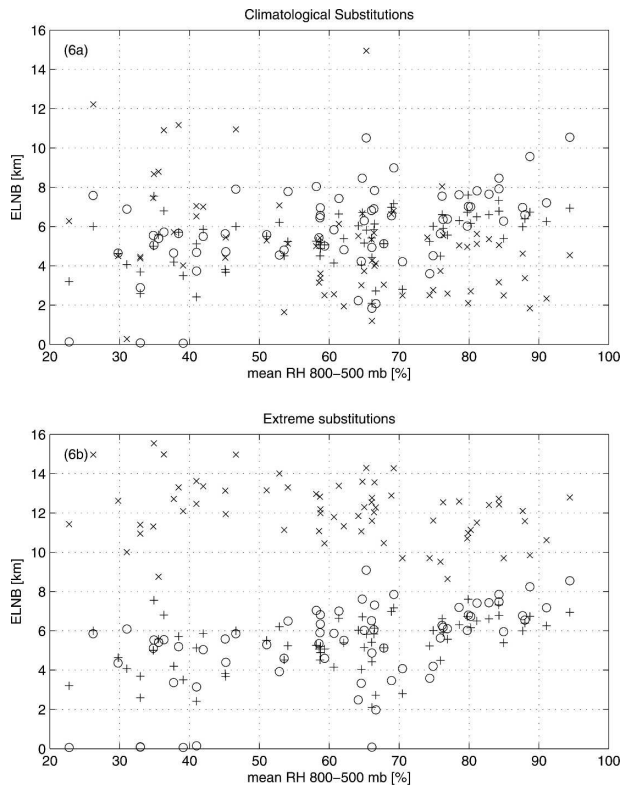 Climatological Substitutions
(6a)
ELNB [km]
16
14
12
10
8
6
4
2
0
20 30 40 50 60 70 80 90 100
mean RH 800−500 mb [%]
Extreme substitutions
(6b)
ELNB [km]
16
14
12
10
8
6
4
2
0
20 30 40 50 60 70 80 90 100
mean RH 800−500 mb [%]